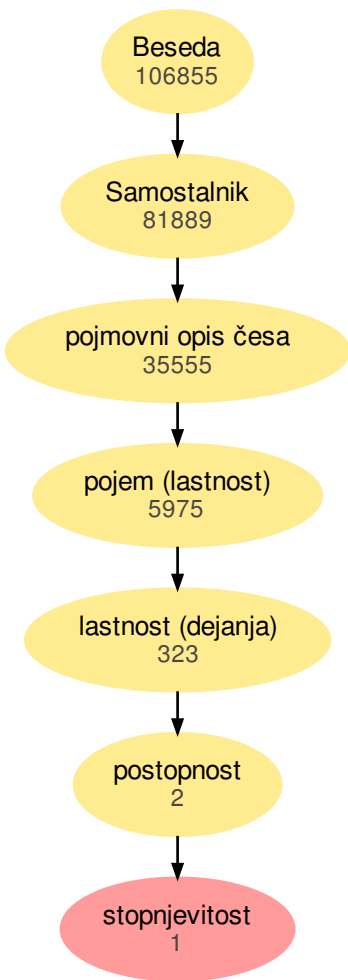 Beseda
106855
Samostalnik
81889
pojmovni opis česa
35555
pojem (lastnost)
5975
lastnost (dejanja)
323
postopnost
2
stopnjevitost
1